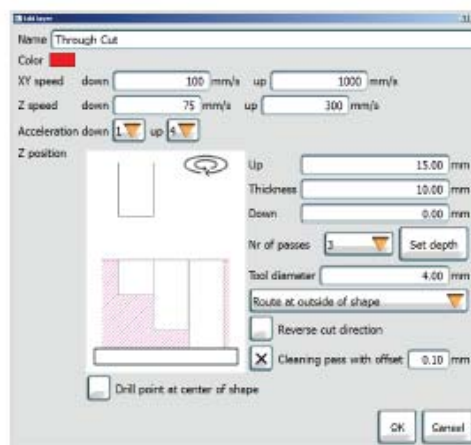 Edit layer
Name Through Cut
Color
XY speed down 100 mm/s up 1000 mm/s
Z speed down 75 mm/s up 300 mm/s
Acceleration down 1 up 4
Z position
Up 15.00 mm
Thickness 10.00 mm
Down 0.00 mm
Nr of passes 3 Set depth
Tool diameter 4.00 mm
Route at outside of shape
Reverse cut direction
X Cleaning pass with offset 0.10 mm
Drill point at center of shape
OK Cancel